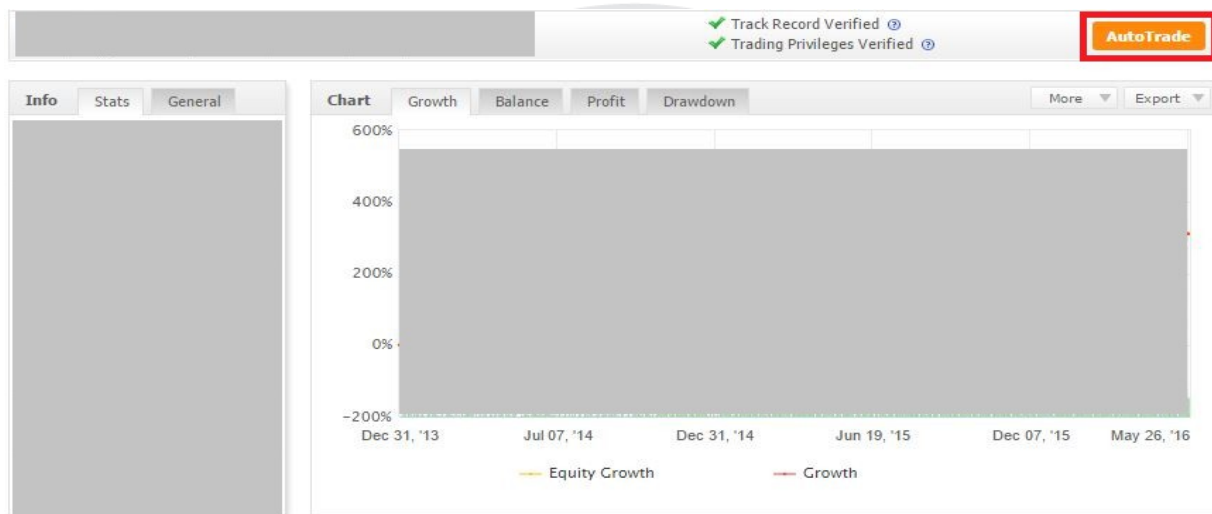 Track Record Verified
Trading Privileges Verified
AutoTrade
Info Stats General
Chart Growth Balance Profit Drawdown More Export
600%
400%
200%
0%
-200%
Dec 31, '13 Jul 07, '14 Dec 31, '14 Jun 19, '15 Dec 07, '15 May 26, '16
Equity Growth Growth